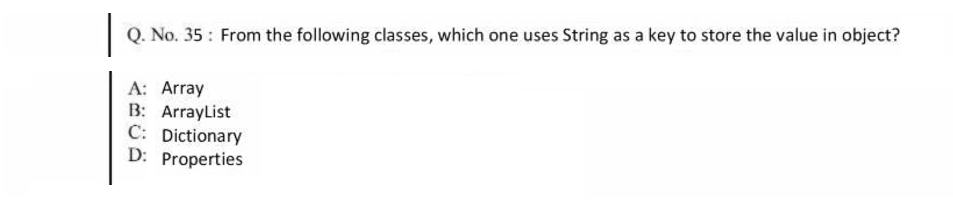 Q. No. 35 : From the following classes, which one uses String as a key to store the value in object?
A: Array
B: ArrayList
C: Dictionary
D: Properties